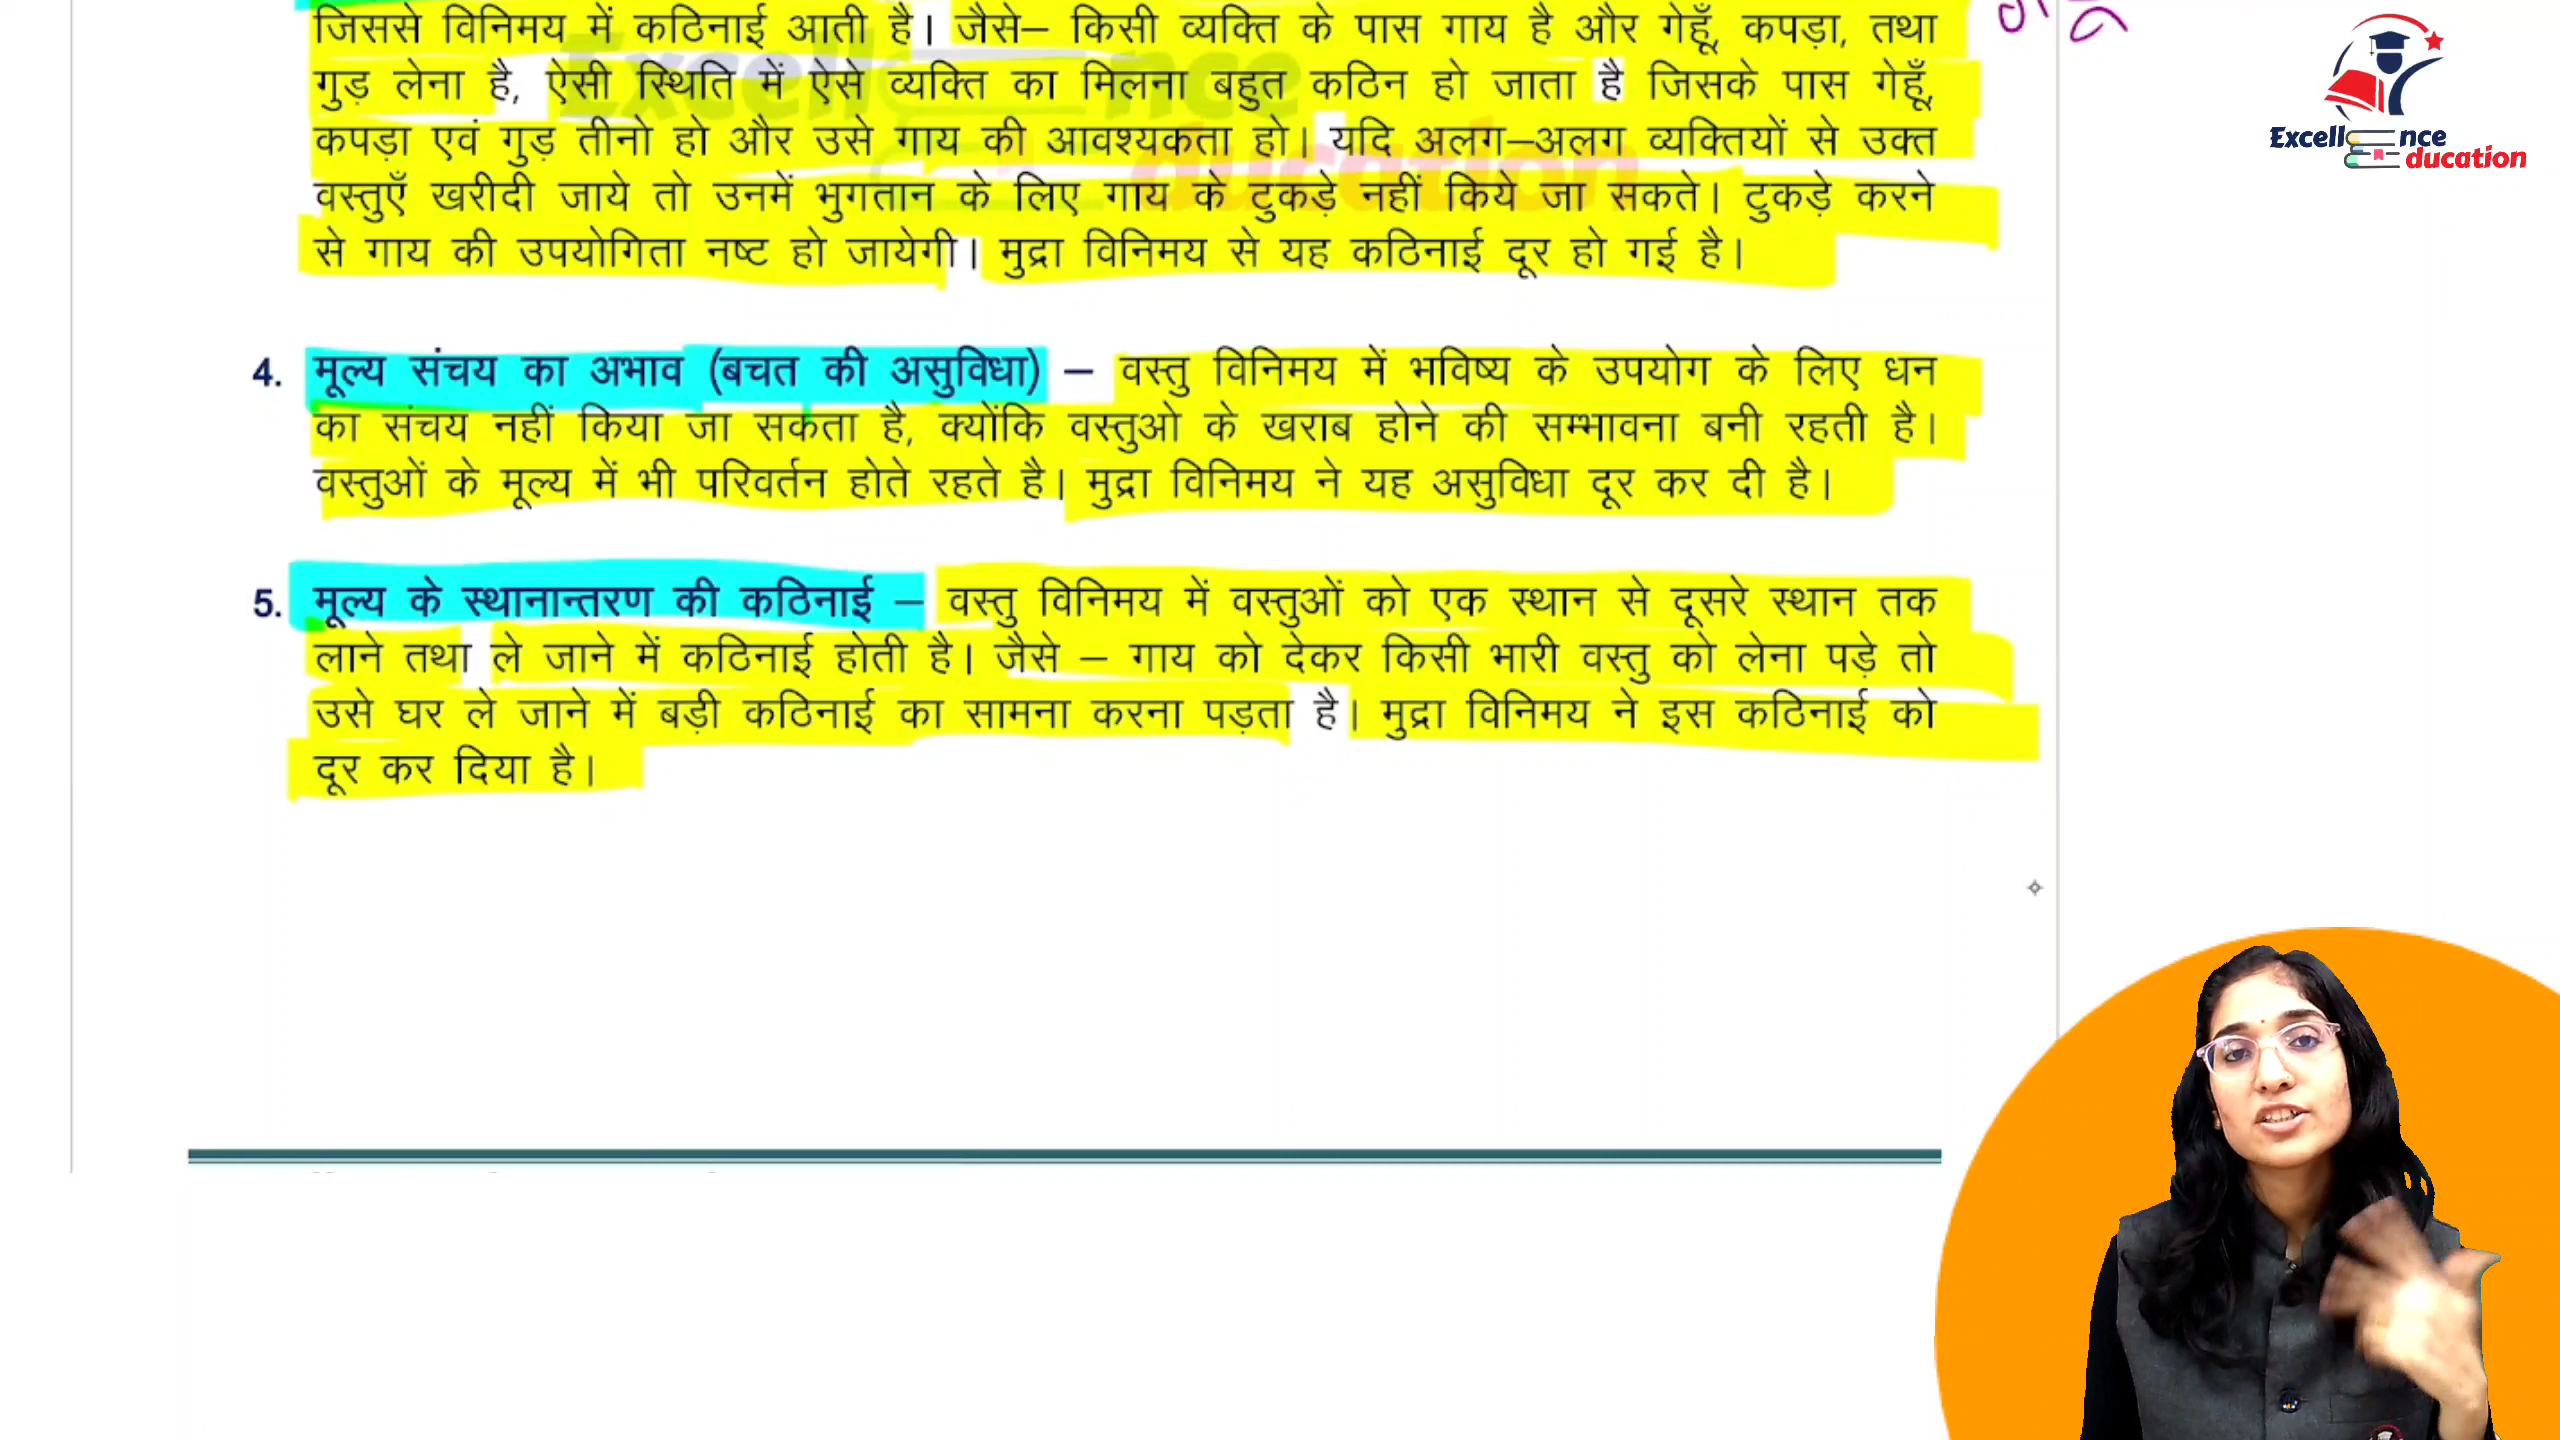 जिससे विनिमय में कठिनाई आती है। जैसे– किसी व्यक्ति के पास गाय है और गेहूँ, कपड़ा, तथा
गुड़ लेना है, ऐसी स्थिति में ऐसे व्यक्ति का मिलना बहुत कठिन हो जाता है जिसके पास गेहूँ,
कपड़ा एवं गुड़ तीनो हो और उसे गाय की आवश्यकता हो। यदि अलग–अलग व्यक्तियों से उक्त
वस्तुएँ खरीदी जाये तो उनमें भुगतान के लिए गाय के टुकड़े नहीं किये जा सकते। टुकड़े करने
से गाय की उपयोगिता नष्ट हो जायेगी। मुद्रा विनिमय से यह कठिनाई दूर हो गई है।
4. मूल्य संचय का अभाव (बचत की असुविधा) – वस्तु विनिमय में भविष्य के उपयोग के लिए धन
का संचय नहीं किया जा सकता है, क्योंकि वस्तुओ के खराब होने की सम्भावना बनी रहती है।
वस्तुओं के मूल्य में भी परिवर्तन होते रहते है। मुद्रा विनिमय ने यह असुविधा दूर कर दी है।
5. मूल्य के स्थानान्तरण की कठिनाई – वस्तु विनिमय में वस्तुओं को एक स्थान से दूसरे स्थान तक
लाने तथा ले जाने में कठिनाई होती है। जैसे – गाय को देकर किसी भारी वस्तु को लेना पड़े तो
उसे घर ले जाने में बड़ी कठिनाई का सामना करना पड़ता है। मुद्रा विनिमय ने इस कठिनाई को
दूर कर दिया है।
Excellence
Education